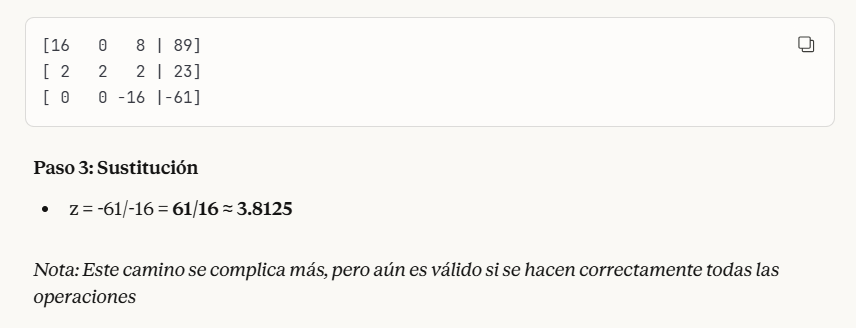 [16   0   8 | 89]
[ 2   2   2 | 23]
[ 0   0 -16 |-61]
Paso 3: Sustitución
• z = -61/-16 = 61/16 ≈ 3.8125
Nota: Este camino se complica más, pero aún es válido si se hacen correctamente todas las
operaciones